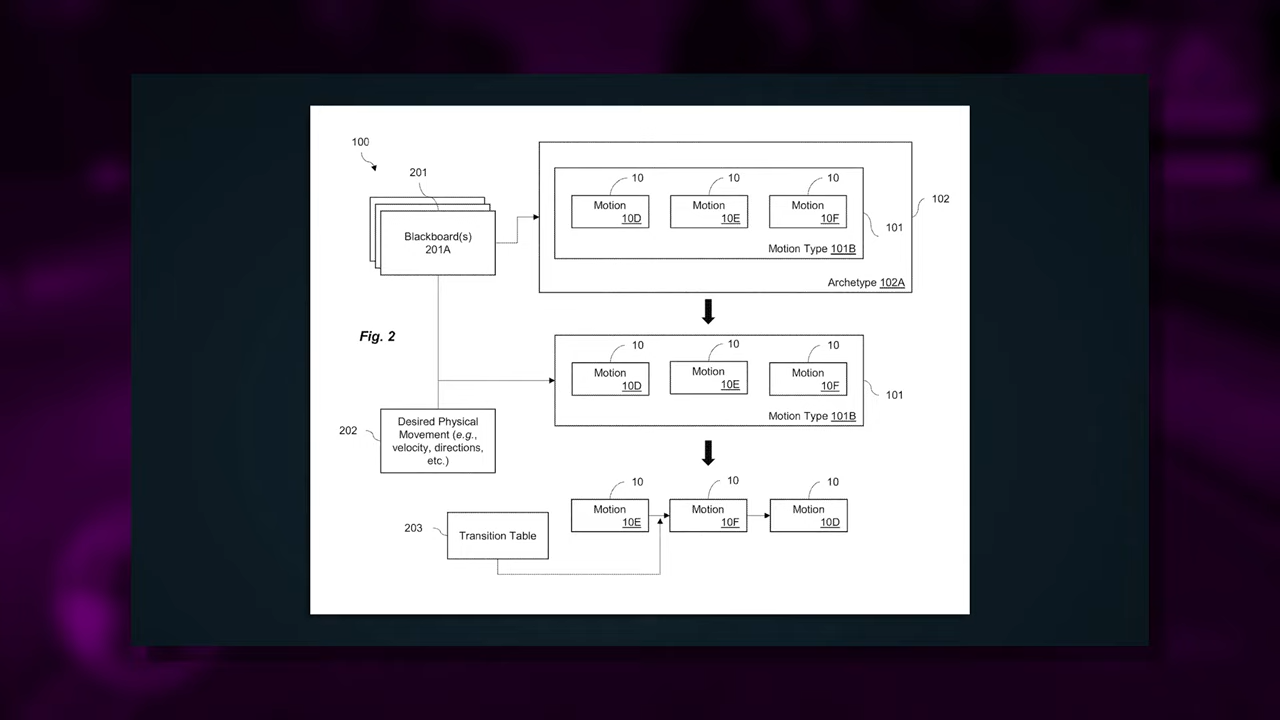 100
201
Blackboard(s)
201A
10
10
10
Motion
10D
Motion
10E
Motion
10F
102
101
Motion Type 101B
Archetype 102A
Fig. 2
10
10
10
Motion
10D
Motion
10E
Motion
10F
101
Motion Type 101B
202
Desired Physical
Movement (e.g.,
velocity, directions,
etc.)
10
10
10
Motion
10E
Motion
10F
Motion
10D
203
Transition Table